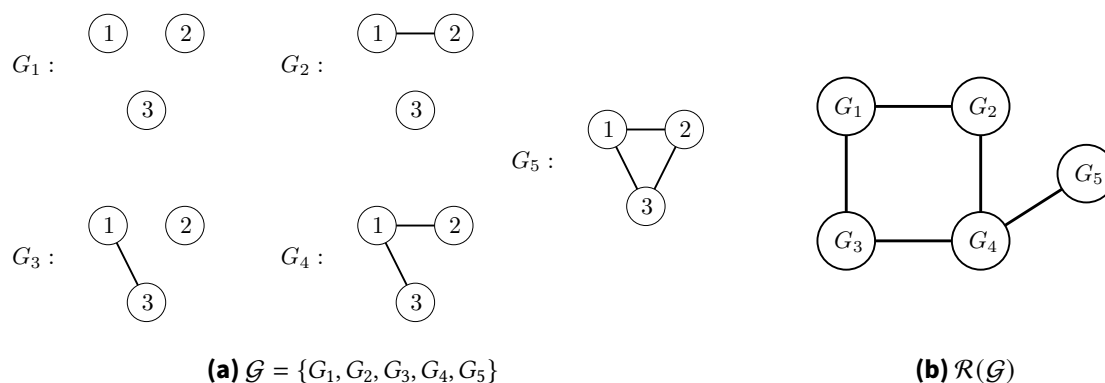 1 2
G₁ :
3
1 2
G₂ :
3
1 2
G₃ :
3
1 2
G₄ :
3
1 2
G₅ :
3
(a) 𝒢 = {G₁, G₂, G₃, G₄, G₅}
G₁ G₂
G₅
G₃ G₄
(b) ℛ(𝒢)